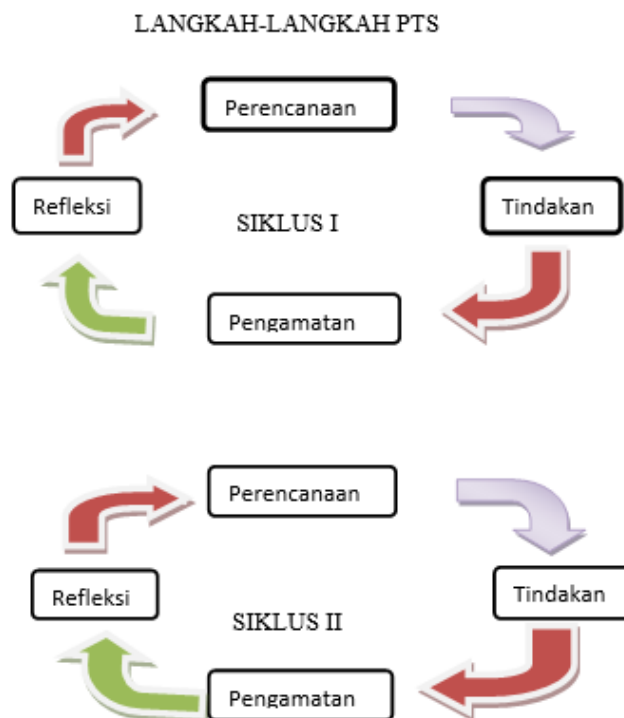 LANGKAH-LANGKAH PTS
Perencanaan
Refleksi
SIKLUS I
Tindakan
Pengamatan
Perencanaan
Refleksi
SIKLUS II
Tindakan
Pengamatan